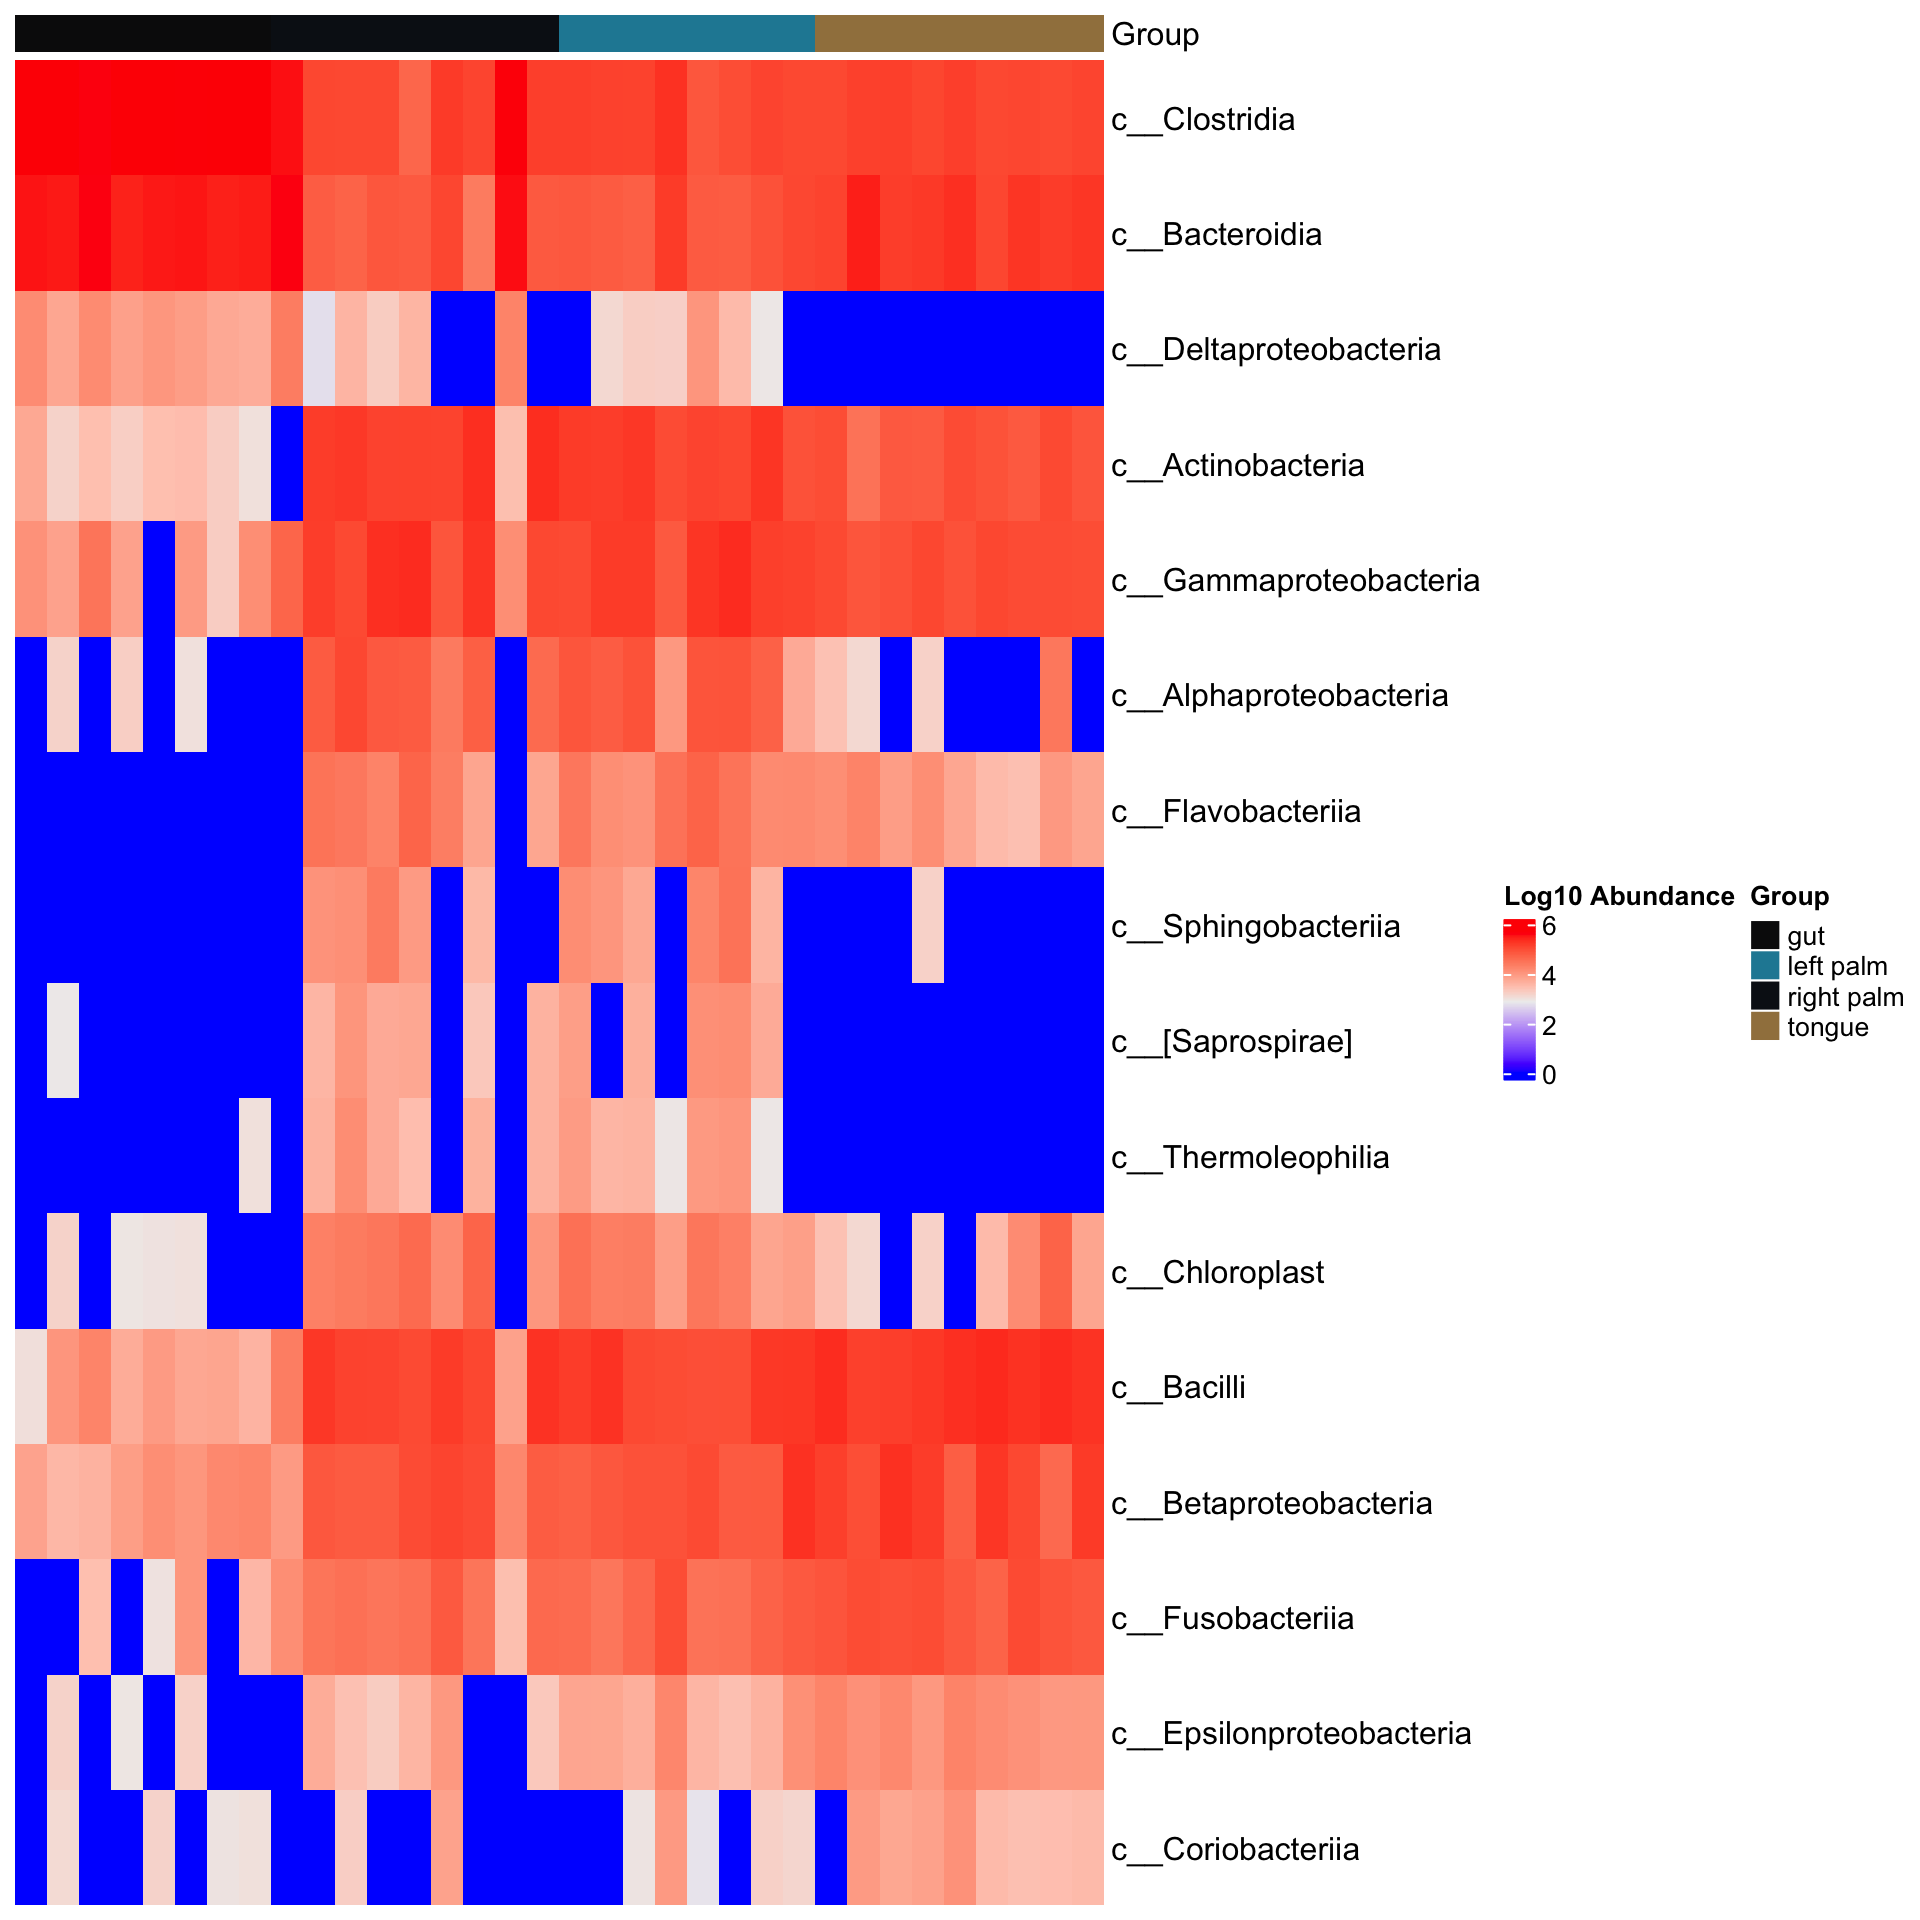 Group
c__Clostridia
c__Bacteroidia
c__Deltaproteobacteria
c__Actinobacteria
c__Gammaproteobacteria
c__Alphaproteobacteria
c__Flavobacteriia
c__Sphingobacteriia
c__[Saprospirae]
c__Thermoleophilia
c__Chloroplast
c__Bacilli
c__Betaproteobacteria
c__Fusobacteriia
c__Epsilonproteobacteria
c__Coriobacteriia
Log10 Abundance
6
4
2
0
Group
gut
left palm
right palm
tongue